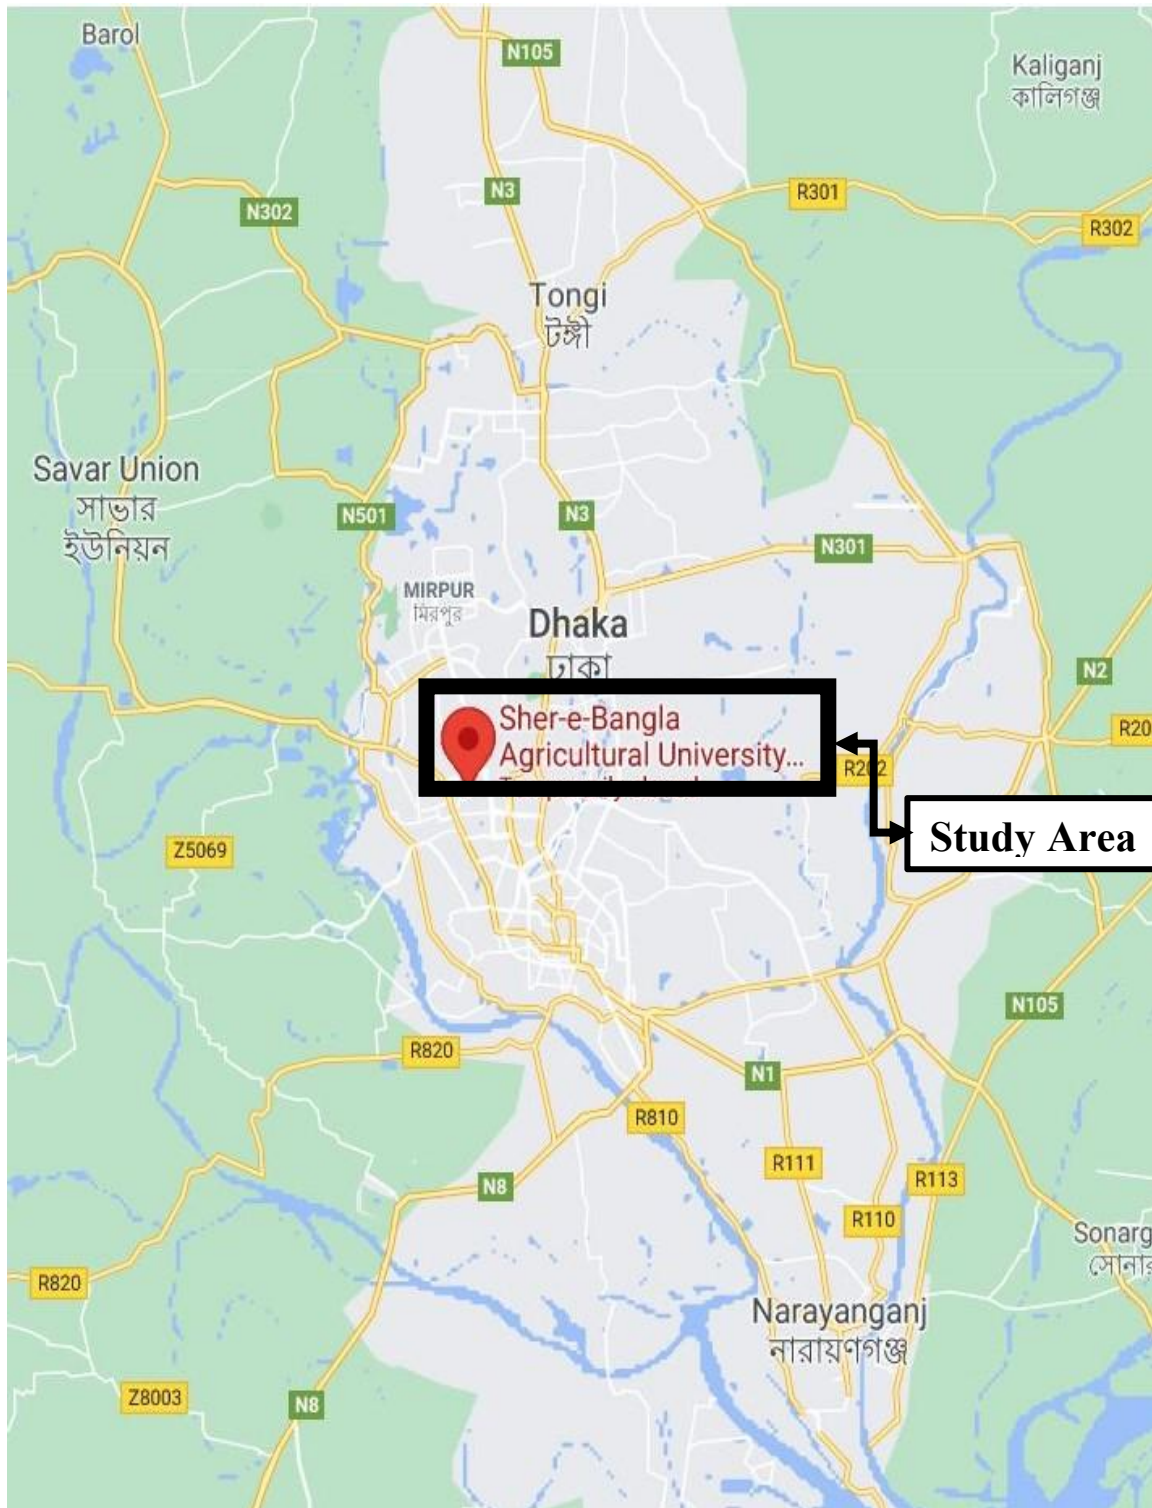 Barol
N105
Kaliganj
কালিগঞ্জ
N3
R301
N302
R302
Tongi
টঙ্গী
Savar Union
সাভার
ইউনিয়ন
N501
N3
N301
MIRPUR
মিরপুর
Dhaka
ঢাকা
N2
Sher-e-Bangla
Agricultural University...
R20
R202
Study Area
Z5069
N105
R820
N1
R810
R111
R113
N8
R110
Sonarg
সোনার
R820
Narayanganj
নারায়ণগঞ্জ
Z8003
N8